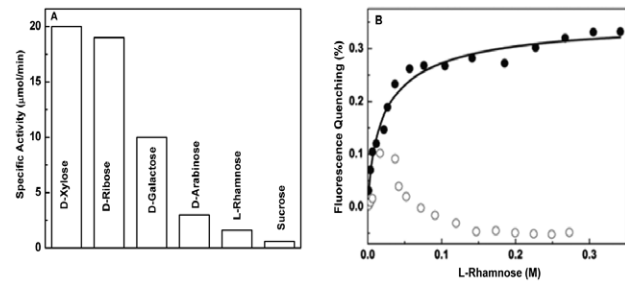 A
Specific Activity (μmol/min)
20
15
10
5
0
D-Xylose
D-Ribose
D-Galactose
D-Arabinose
L-Rhamnose
Sucrose
B
Fluorescence Quenching (%)
0.3
0.2
0.1
0.0
0.0
0.1
0.2
0.3
L-Rhamnose (M)